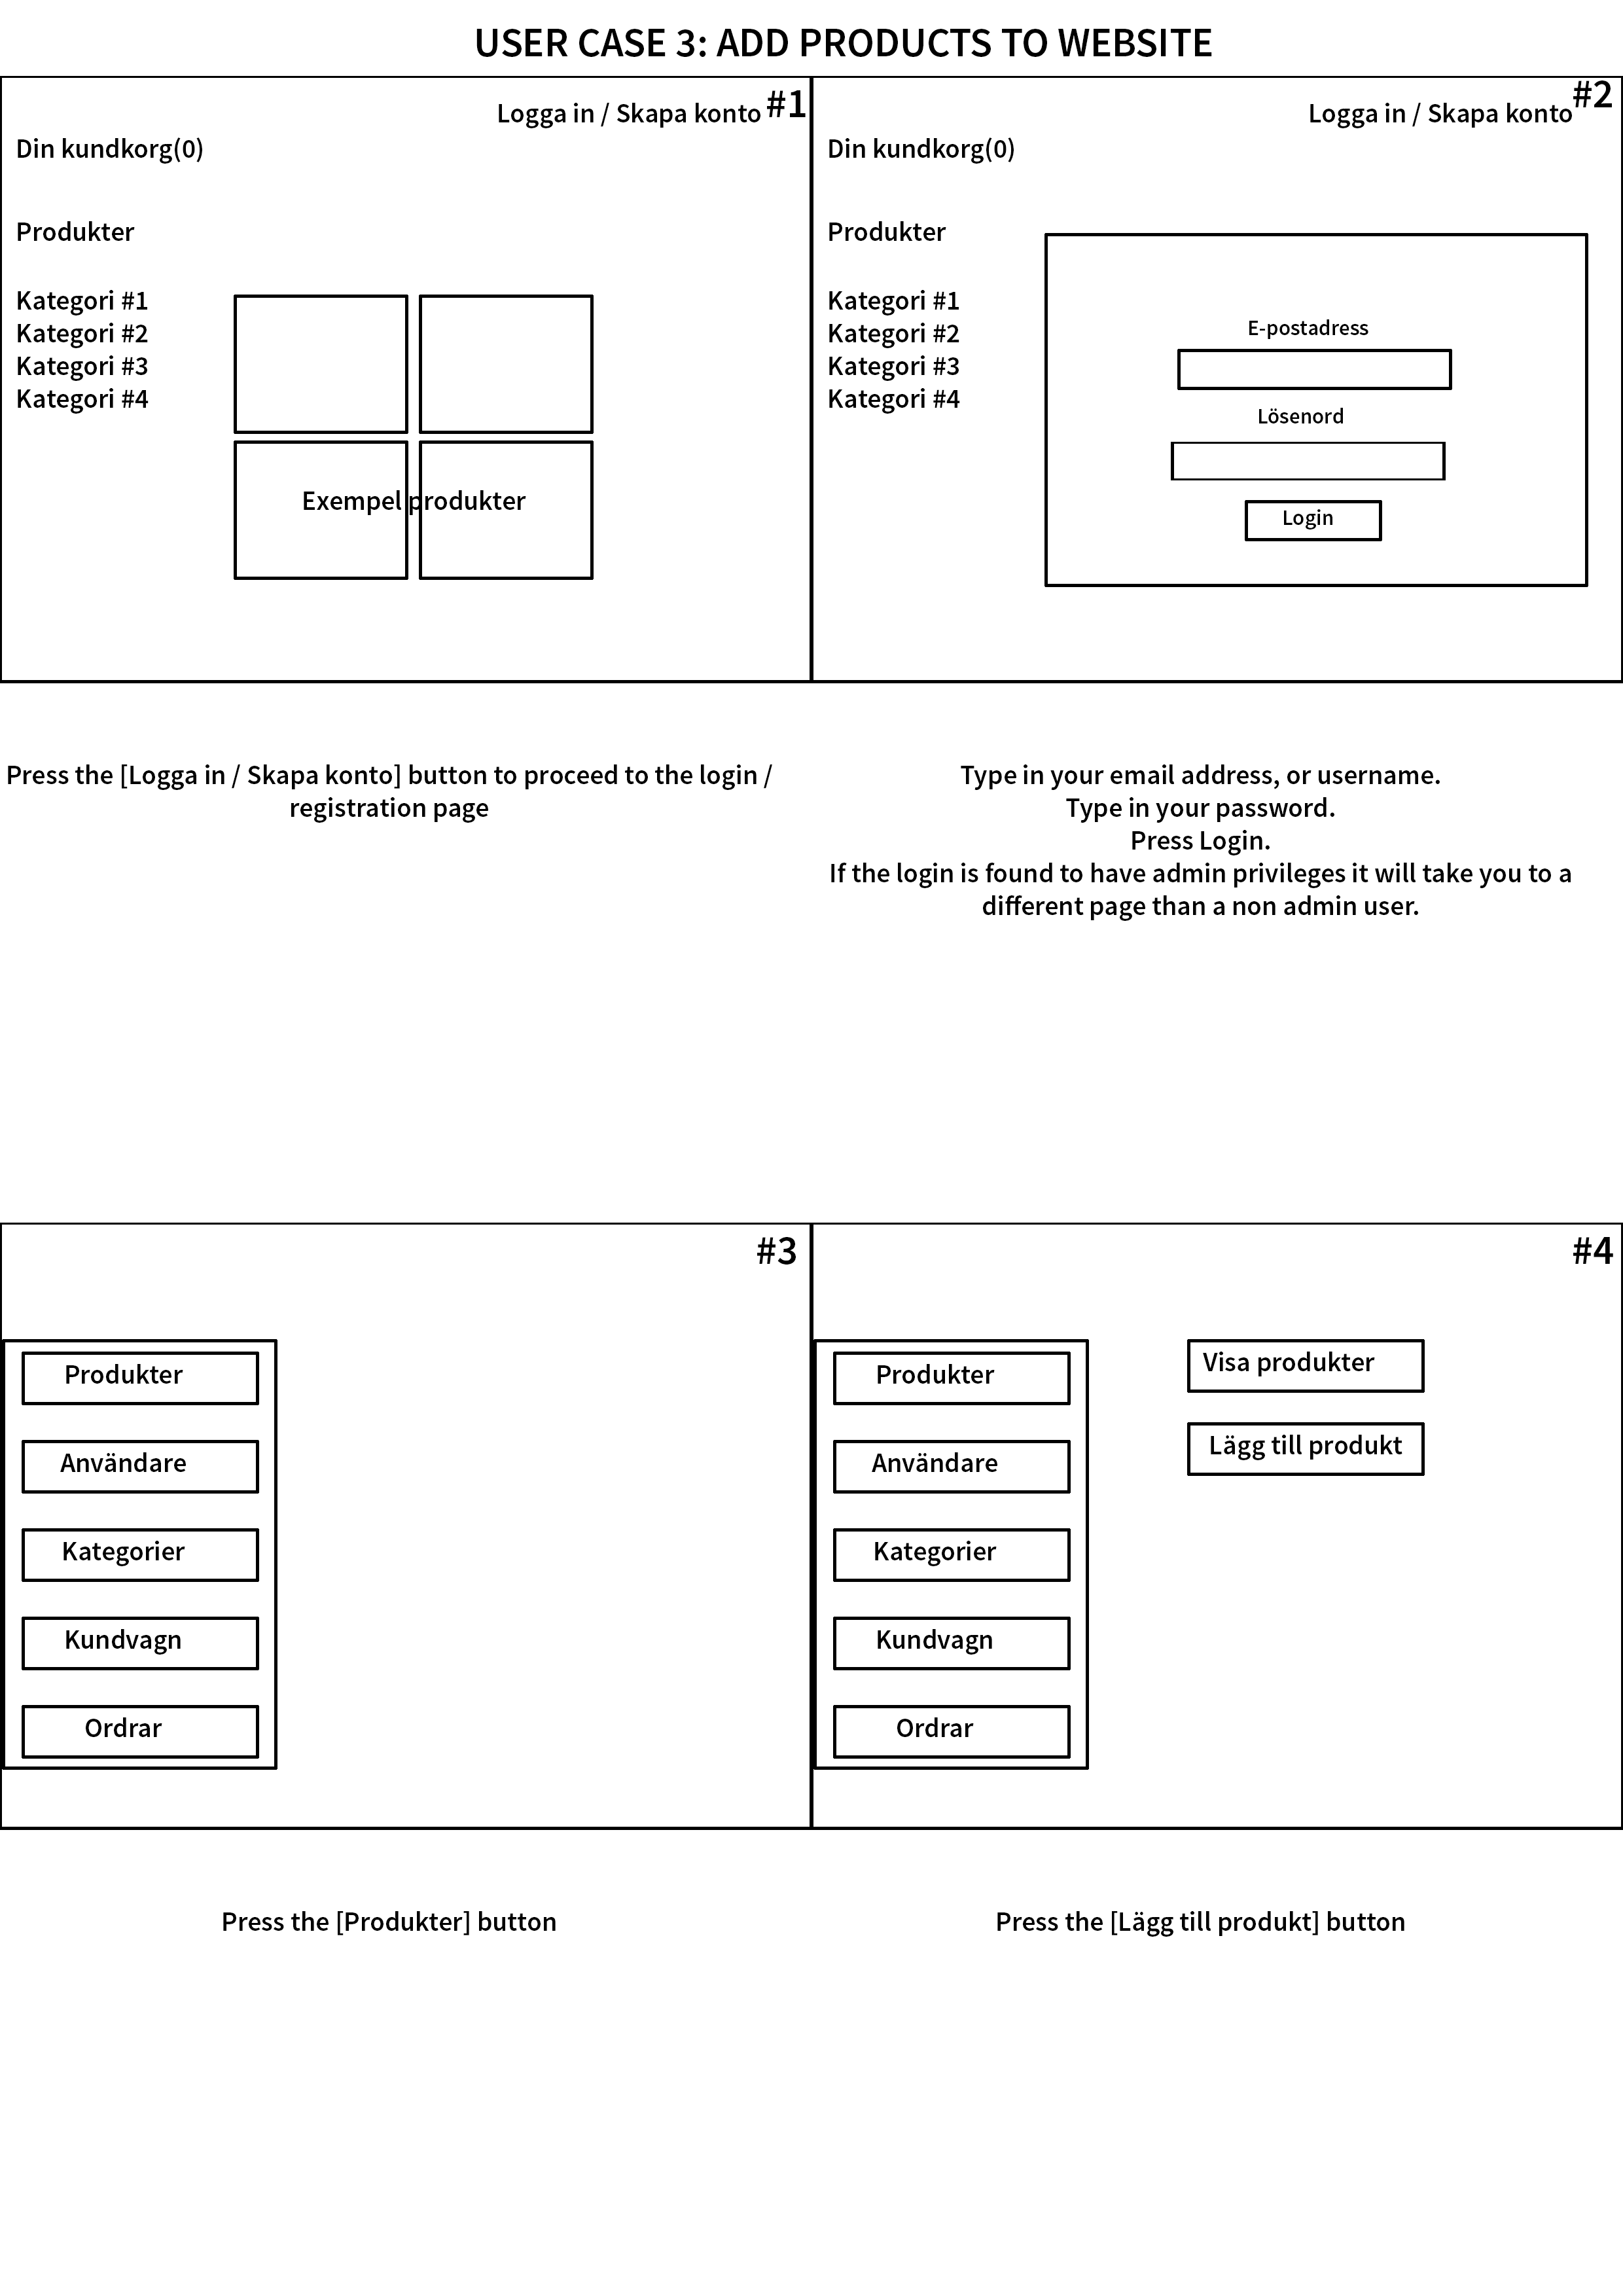 USER CASE 3: ADD PRODUCTS TO WEBSITE
#1
Logga in / Skapa konto
Din kundkorg(0)
Produkter
Kategori #1
Kategori #2
Kategori #3
Kategori #4
Exempel produkter
#2
Logga in / Skapa konto
Din kundkorg(0)
Produkter
Kategori #1
Kategori #2
Kategori #3
Kategori #4
E-postadress
Lösenord
Login
Press the [Logga in / Skapa konto] button to proceed to the login /
registration page
Type in your email address, or username.
Type in your password.
Press Login.
If the login is found to have admin privileges it will take you to a
different page than a non admin user.
#3
Produkter
Användare
Kategorier
Kundvagn
Ordrar
#4
Produkter
Användare
Kategorier
Kundvagn
Ordrar
Visa produkter
Lägg till produkt
Press the [Produkter] button
Press the [Lägg till produkt] button